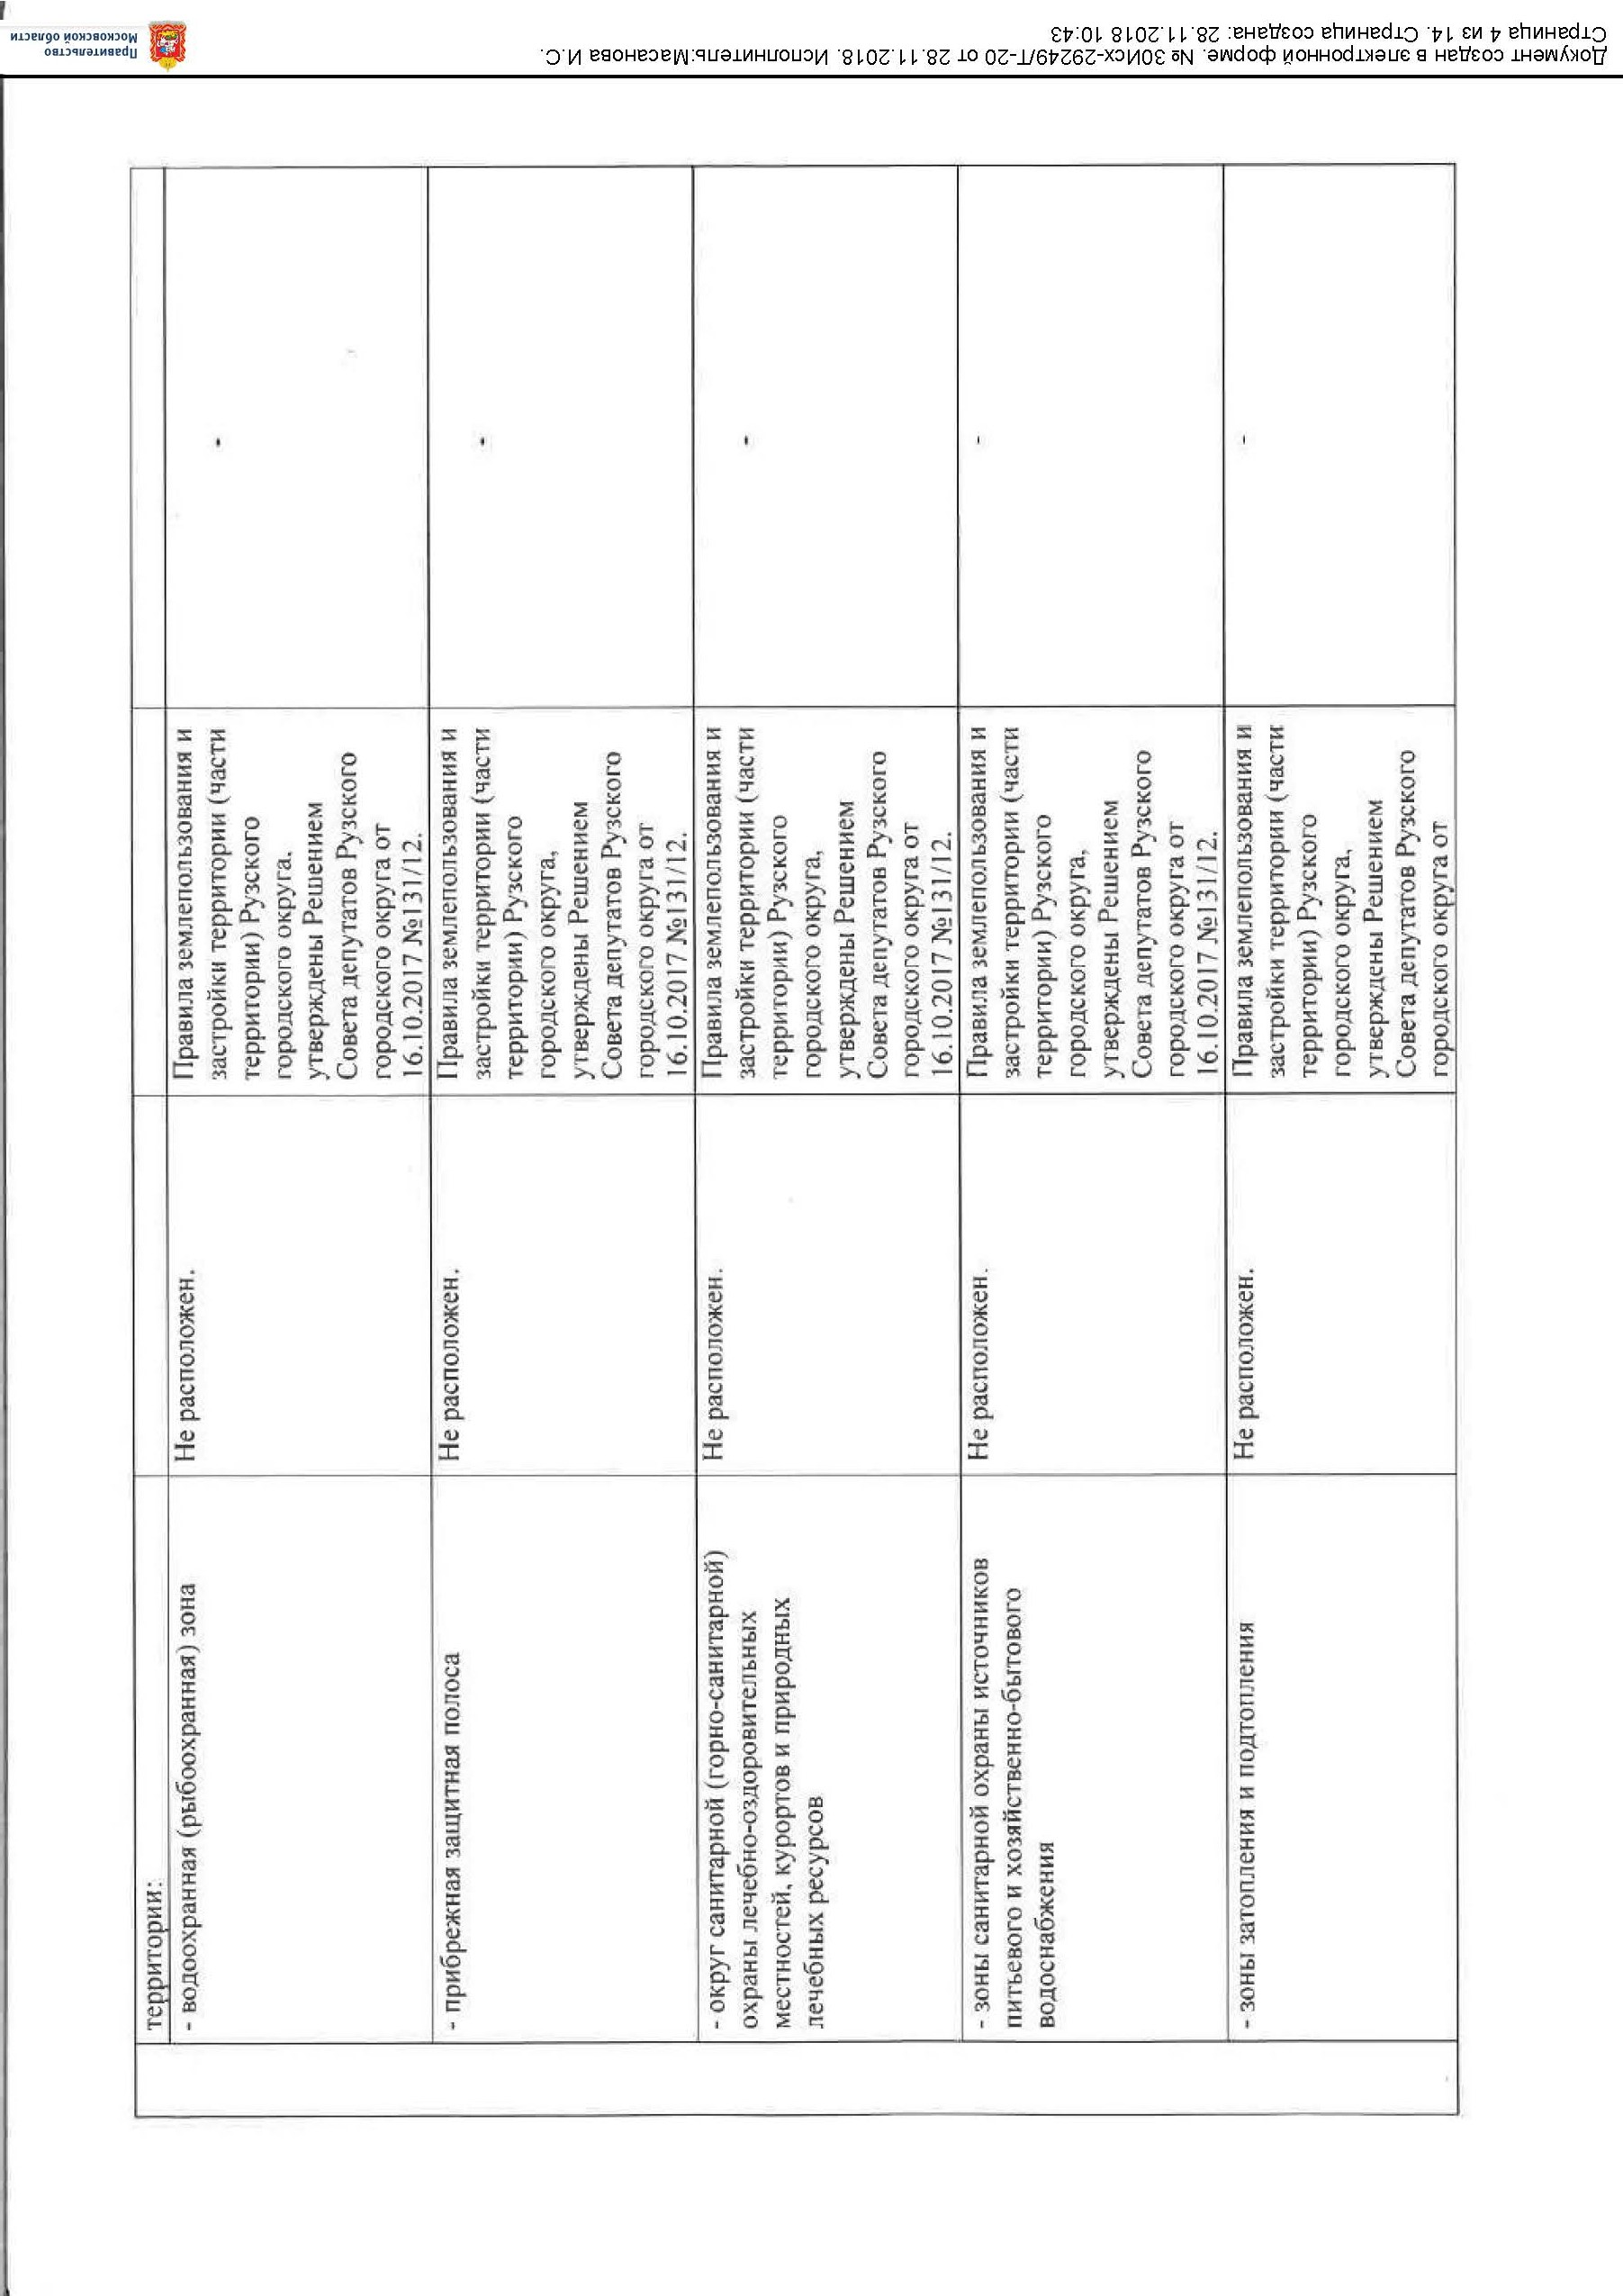 Документ создан в электронной форме. № 30Исх-29249/Т-20 от 28.11.2018. Исполнитель:Масанова И.С.
Страница 4 из 14. Страница создана: 28.11.2018 10:43
Правительство
Московской области
территории:
- водоохранная (рыбоохранная) зона
Не расположен.
Правила землепользования и
застройки территории (части
территории) Рузского
городского округа.
утверждены Решением
Совета депутатов Рузского
городского округа от
16.10.2017 №131/12.
-
- прибрежная защитная полоса
Не расположен.
Правила землепользования и
застройки территории (части
территории) Рузского
городского округа,
утверждены Решением
Совета депутатов Рузского
городского округа от
16.10.2017 №131/12.
-
- округ санитарной (горно-санитарной)
охраны лечебно-оздоровительных
местностей, курортов и природных
лечебных ресурсов
Не расположен.
Правила землепользования и
застройки территории (части
территории) Рузского
городского округа,
утверждены Решением
Совета депутатов Рузского
городского округа от
16.10.2017 №131/12.
-
- зоны санитарной охраны источников
питьевого и хозяйственно-бытового
водоснабжения
Не расположен.
Правила землепользования и
застройки территории (части
территории) Рузского
городского округа,
утверждены Решением
Совета депутатов Рузского
городского округа от
16.10.2017 №131/12.
-
- зоны затопления и подтопления
Не расположен.
Правила землепользования и
застройки территории (части
территории) Рузского
городского округа,
утверждены Решением
Совета депутатов Рузского
городского округа от
-